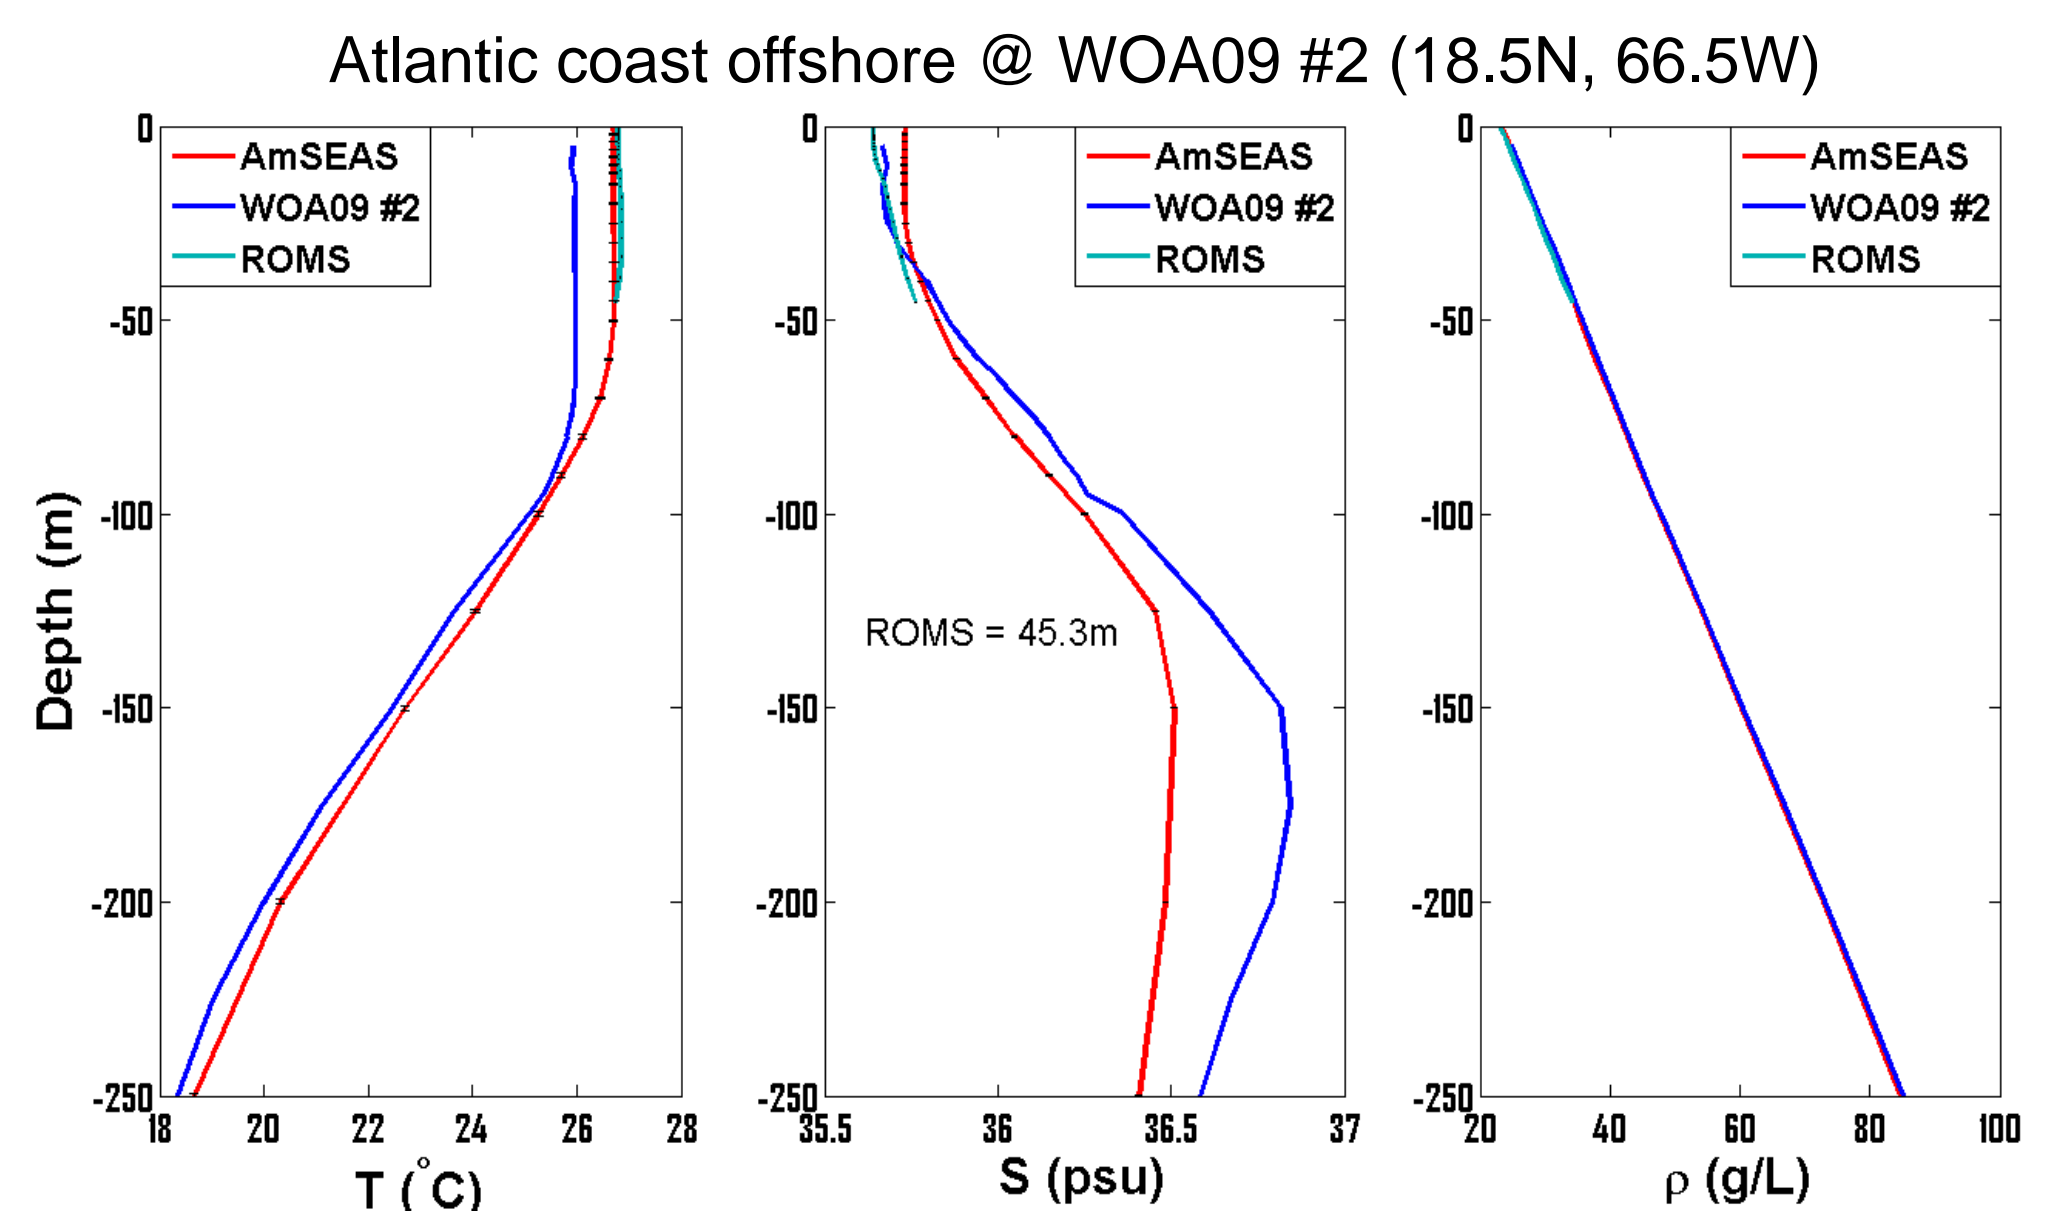 Atlantic coast offshore @ WOA09 #2 (18.5N, 66.5W)
Depth (m)
0
-50
-100
-150
-200
-250
AmSEAS
WOA09 #2
ROMS
18 20 22 24 26 28
T (°C)
0
-50
-100
-150
-200
-250
AmSEAS
WOA09 #2
ROMS
ROMS = 45.3m
35.5 36 36.5 37
S (psu)
0
-50
-100
-150
-200
-250
AmSEAS
WOA09 #2
ROMS
20 40 60 80 100
ρ (g/L)